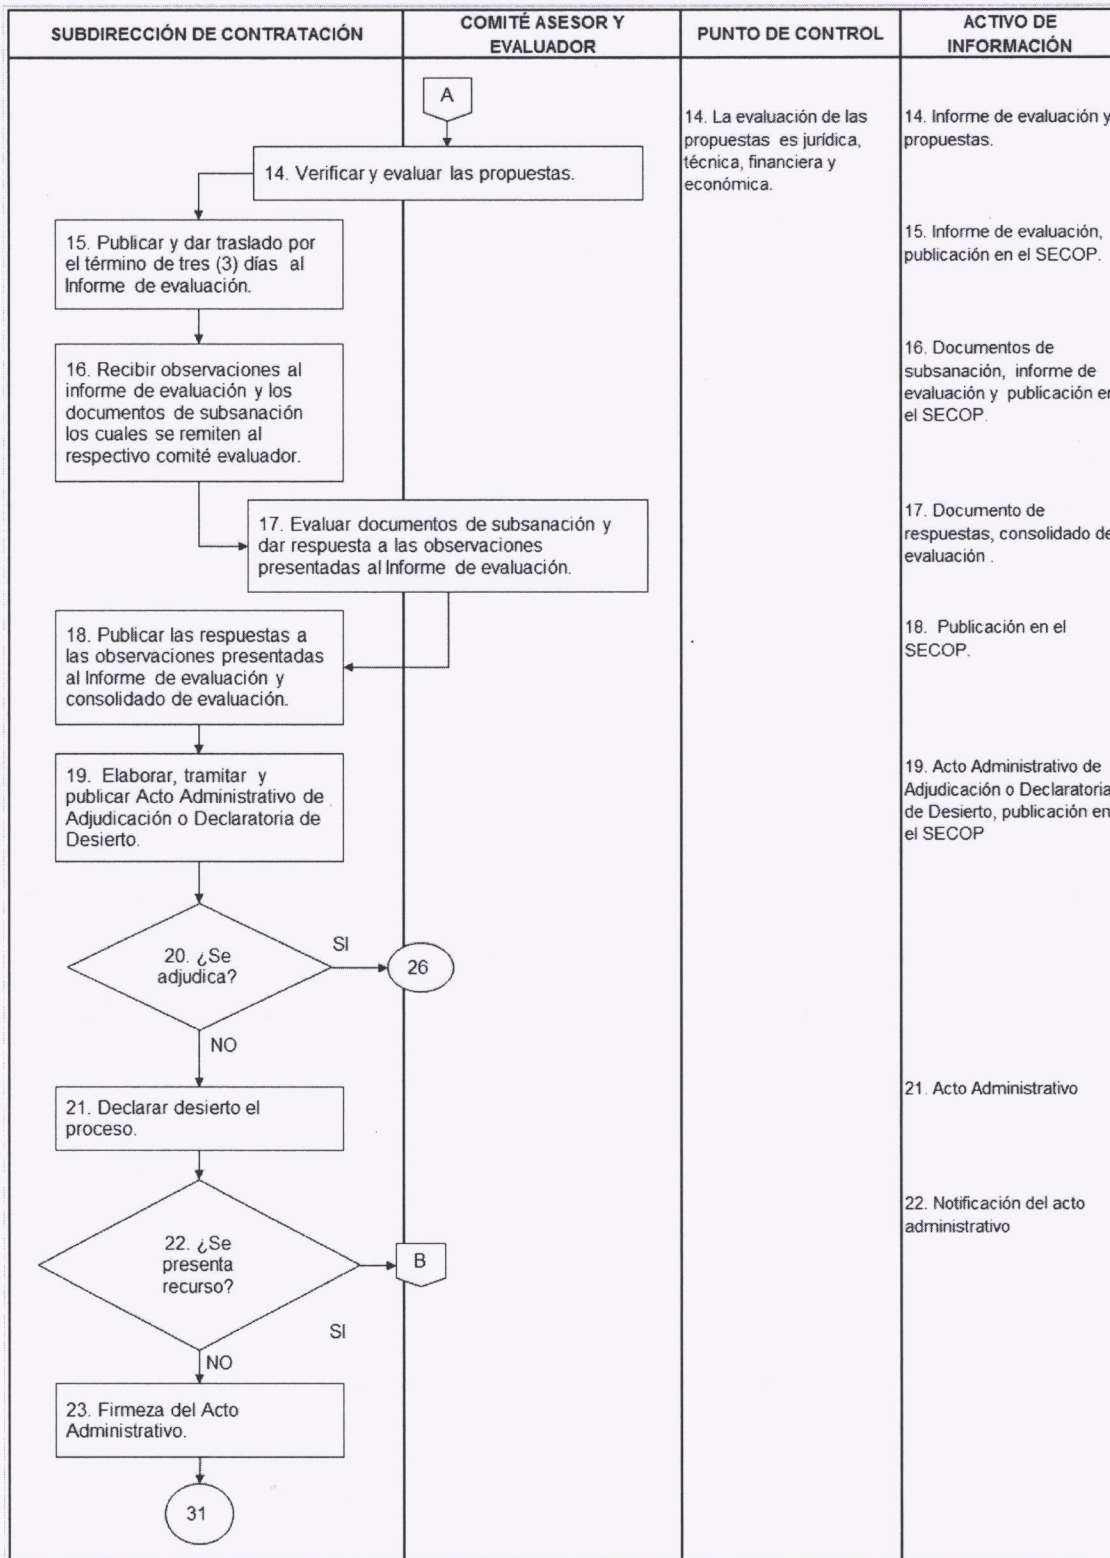 SUBDIRECCIÓN DE CONTRATACIÓN
COMITÉ ASESOR Y
EVALUADOR
PUNTO DE CONTROL
ACTIVO DE
INFORMACIÓN
A
14. Verificar y evaluar las propuestas.
14. La evaluación de las
propuestas es jurídica,
técnica, financiera y
económica.
14. Informe de evaluación y
propuestas.
15. Publicar y dar traslado por
el término de tres (3) días al
Informe de evaluación.
15. Informe de evaluación,
publicación en el SECOP.
16. Recibir observaciones al
informe de evaluación y los
documentos de subsanación
los cuales se remiten al
respectivo comité evaluador.
16. Documentos de
subsanación, informe de
evaluación y publicación en
el SECOP.
17. Evaluar documentos de subsanación y
dar respuesta a las observaciones
presentadas al Informe de evaluación.
17. Documento de
respuestas, consolidado de
evaluación .
18. Publicar las respuestas a
las observaciones presentadas
al Informe de evaluación y
consolidado de evaluación.
18. Publicación en el
SECOP.
19. Elaborar, tramitar y
publicar Acto Administrativo de
Adjudicación o Declaratoria de
Desierto.
19. Acto Administrativo de
Adjudicación o Declaratoria
de Desierto, publicación en
el SECOP
20. ¿Se
adjudica?
SI
26
NO
21. Declarar desierto el
proceso.
21. Acto Administrativo
22. ¿Se
presenta
recurso?
B
SI
NO
22. Notificación del acto
administrativo
23. Firmeza del Acto
Administrativo.
31